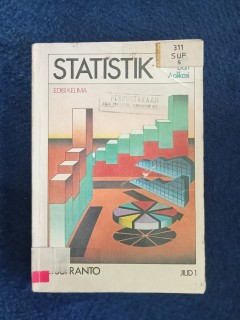 311
SUP
s
STATISTIK
Dan
Aplikasi
EDISI KELIMA
PERPUSTAKAAN
RANTO
JILID 1